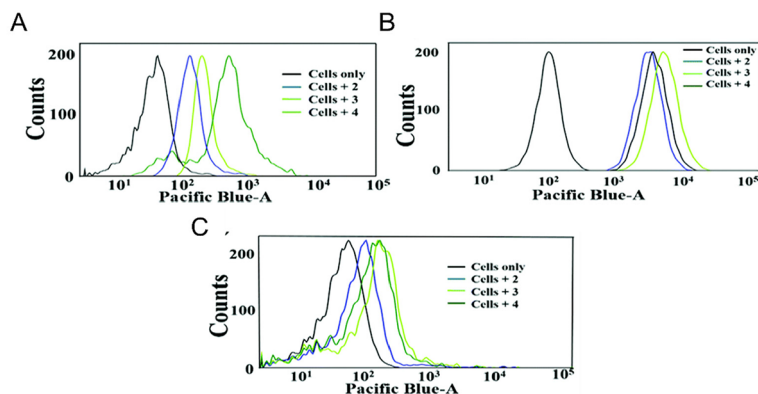 A
200
100
0
Counts
10¹ 10² 10³ 10⁴ 10⁵
Pacific Blue-A
Cells only
Cells + 2
Cells + 3
Cells + 4
B
200
100
0
Counts
10¹ 10² 10³ 10⁴ 10⁵
Pacific Blue-A
Cells only
Cells + 2
Cells + 3
Cells + 4
C
200
100
0
Counts
10¹ 10² 10³ 10⁴ 10⁵
Pacific Blue-A
Cells only
Cells + 2
Cells + 3
Cells + 4